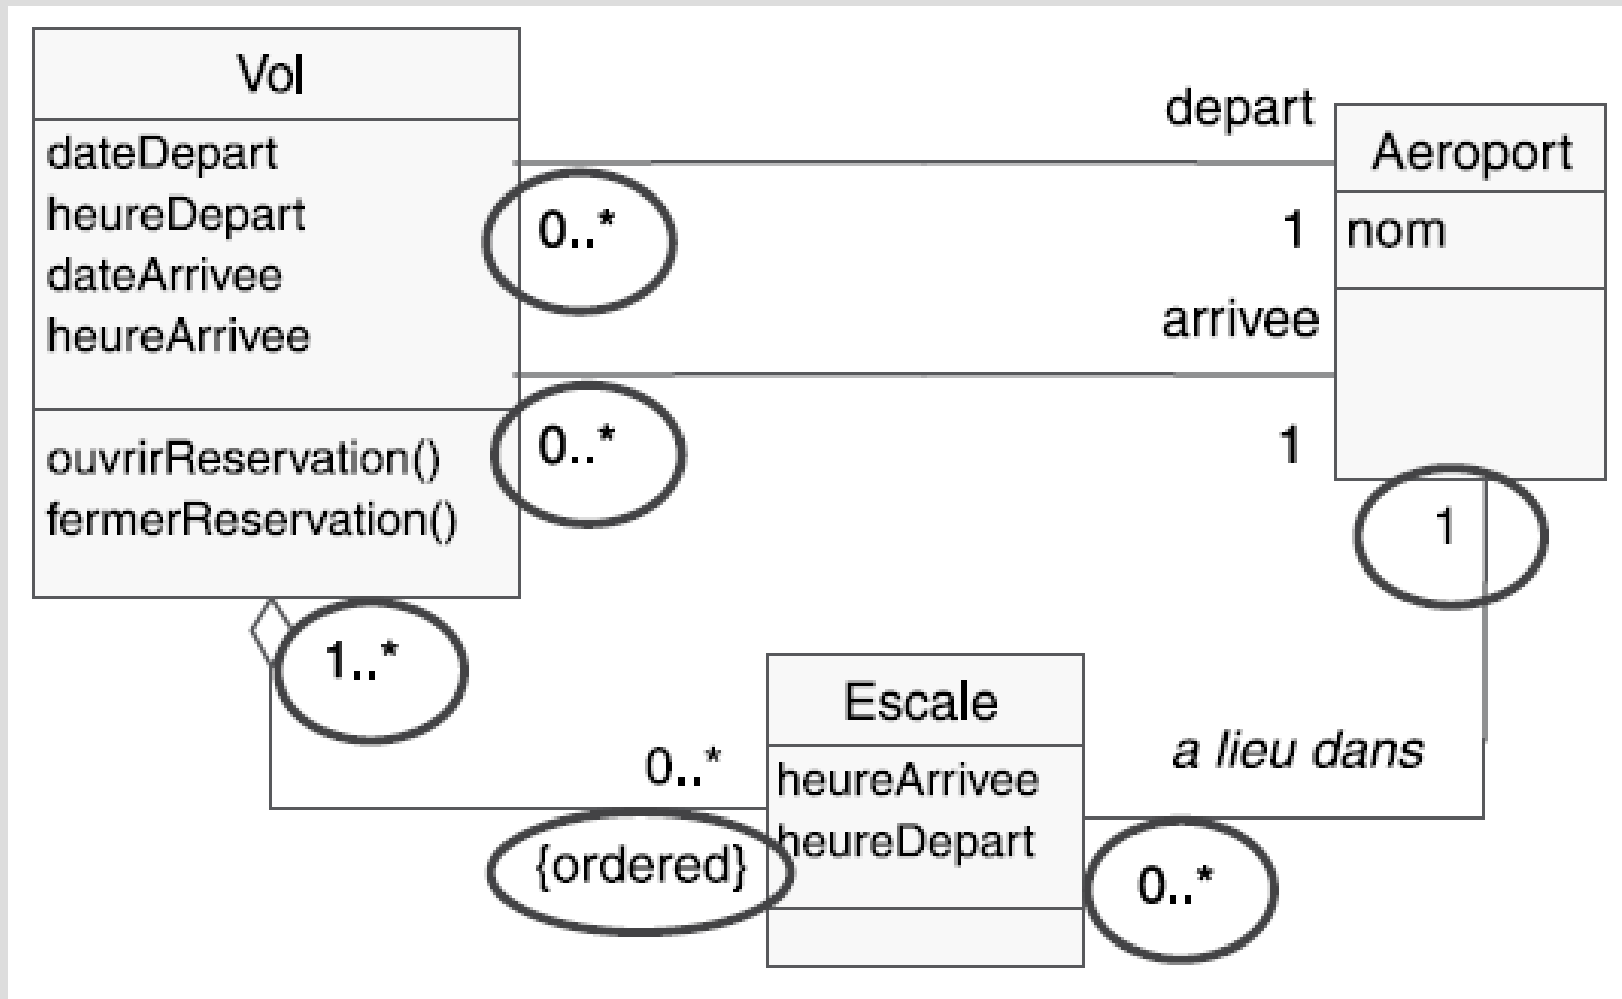 Vol
dateDepart
heureDepart
dateArrivee
heureArrivee
ouvrirReservation()
fermerReservation()
depart
0..*
1
arrivee
0..*
1
Aeroport
nom
1
1..*
0..*
{ordered}
Escale
heureArrivee
heureDepart
a lieu dans
0..*